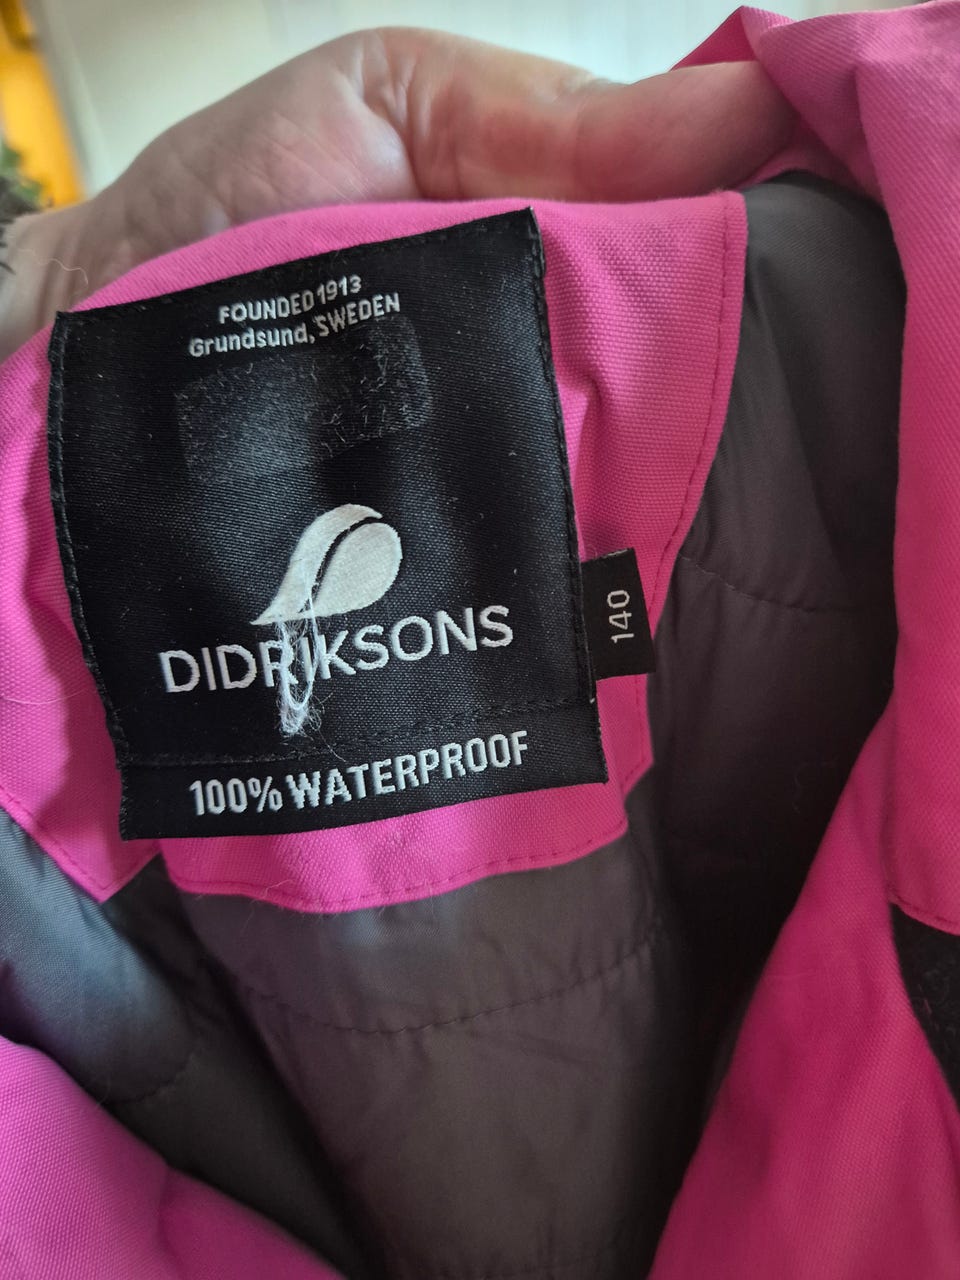 FOUNDED 1913
Grundsund, SWEDEN
DIDRIKSONS
100% WATERPROOF
140